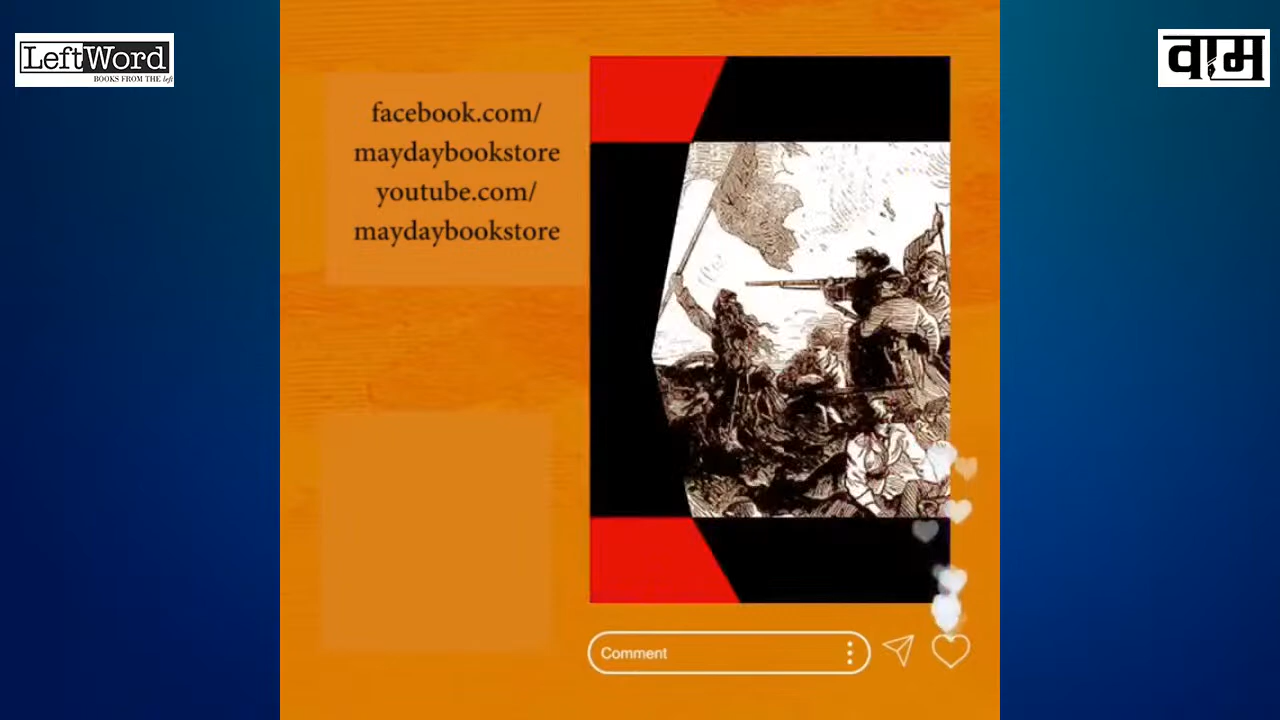 LeftWord
BOOKS FROM THE left
वाम
facebook.com/
maydaybookstore
youtube.com/
maydaybookstore
Comment